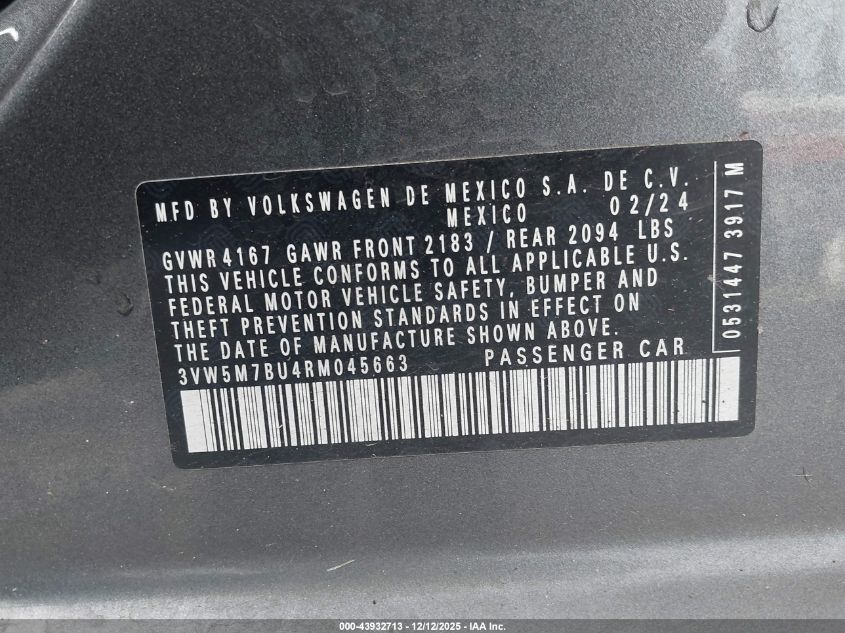 MFD BY VOLKSWAGEN DE MEXICO S.A. DE C.V.
MEXICO 02/24
GVWR 4167 GAWR FRONT 2183 / REAR 2094 LBS
THIS VEHICLE CONFORMS TO ALL APPLICABLE U.S.
FEDERAL MOTOR VEHICLE SAFETY, BUMPER AND
THEFT PREVENTION STANDARDS IN EFFECT ON
THE DATE OF MANUFACTURE SHOWN ABOVE.
3VW5M7BU4RM045663 PASSENGER CAR
0531447 3917 M
000-43932713 - 12/12/2025 - IAA Inc.